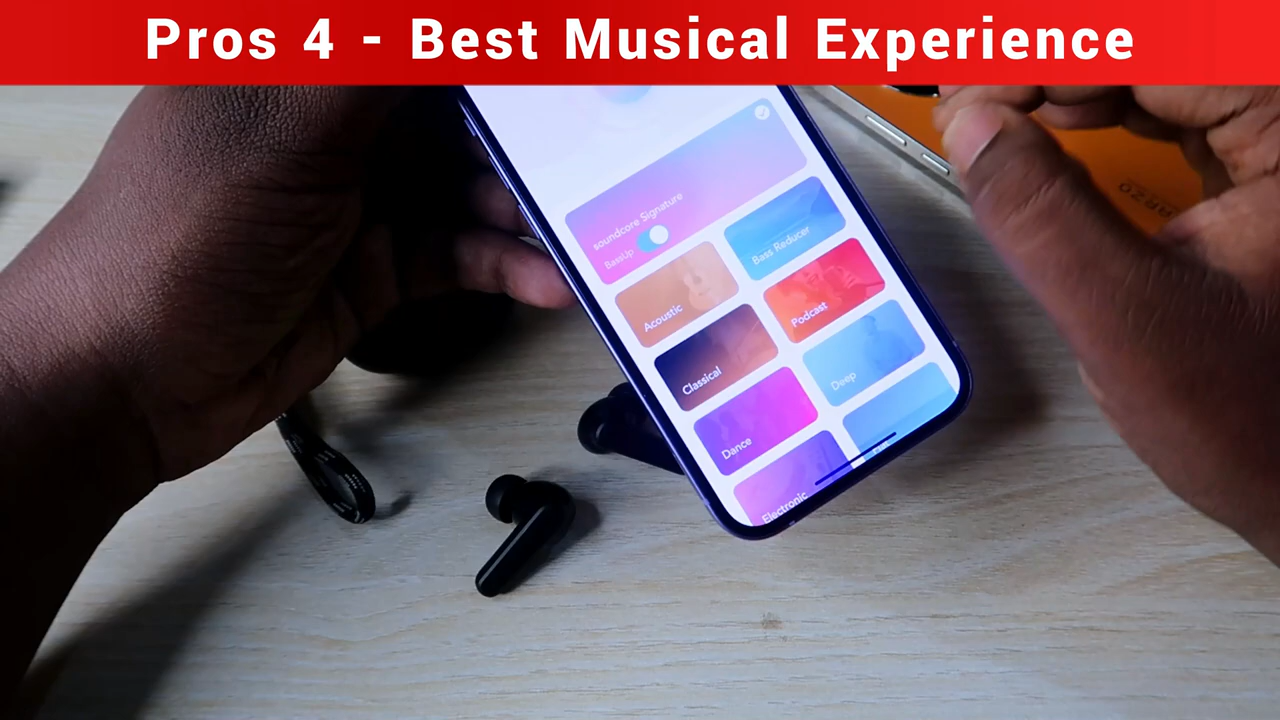 Pros 4 - Best Musical Experience
soundcore Signature
BassUp
Acoustic
Bass Reducer
Classical
Podcast
Dance
Deep
Electronic